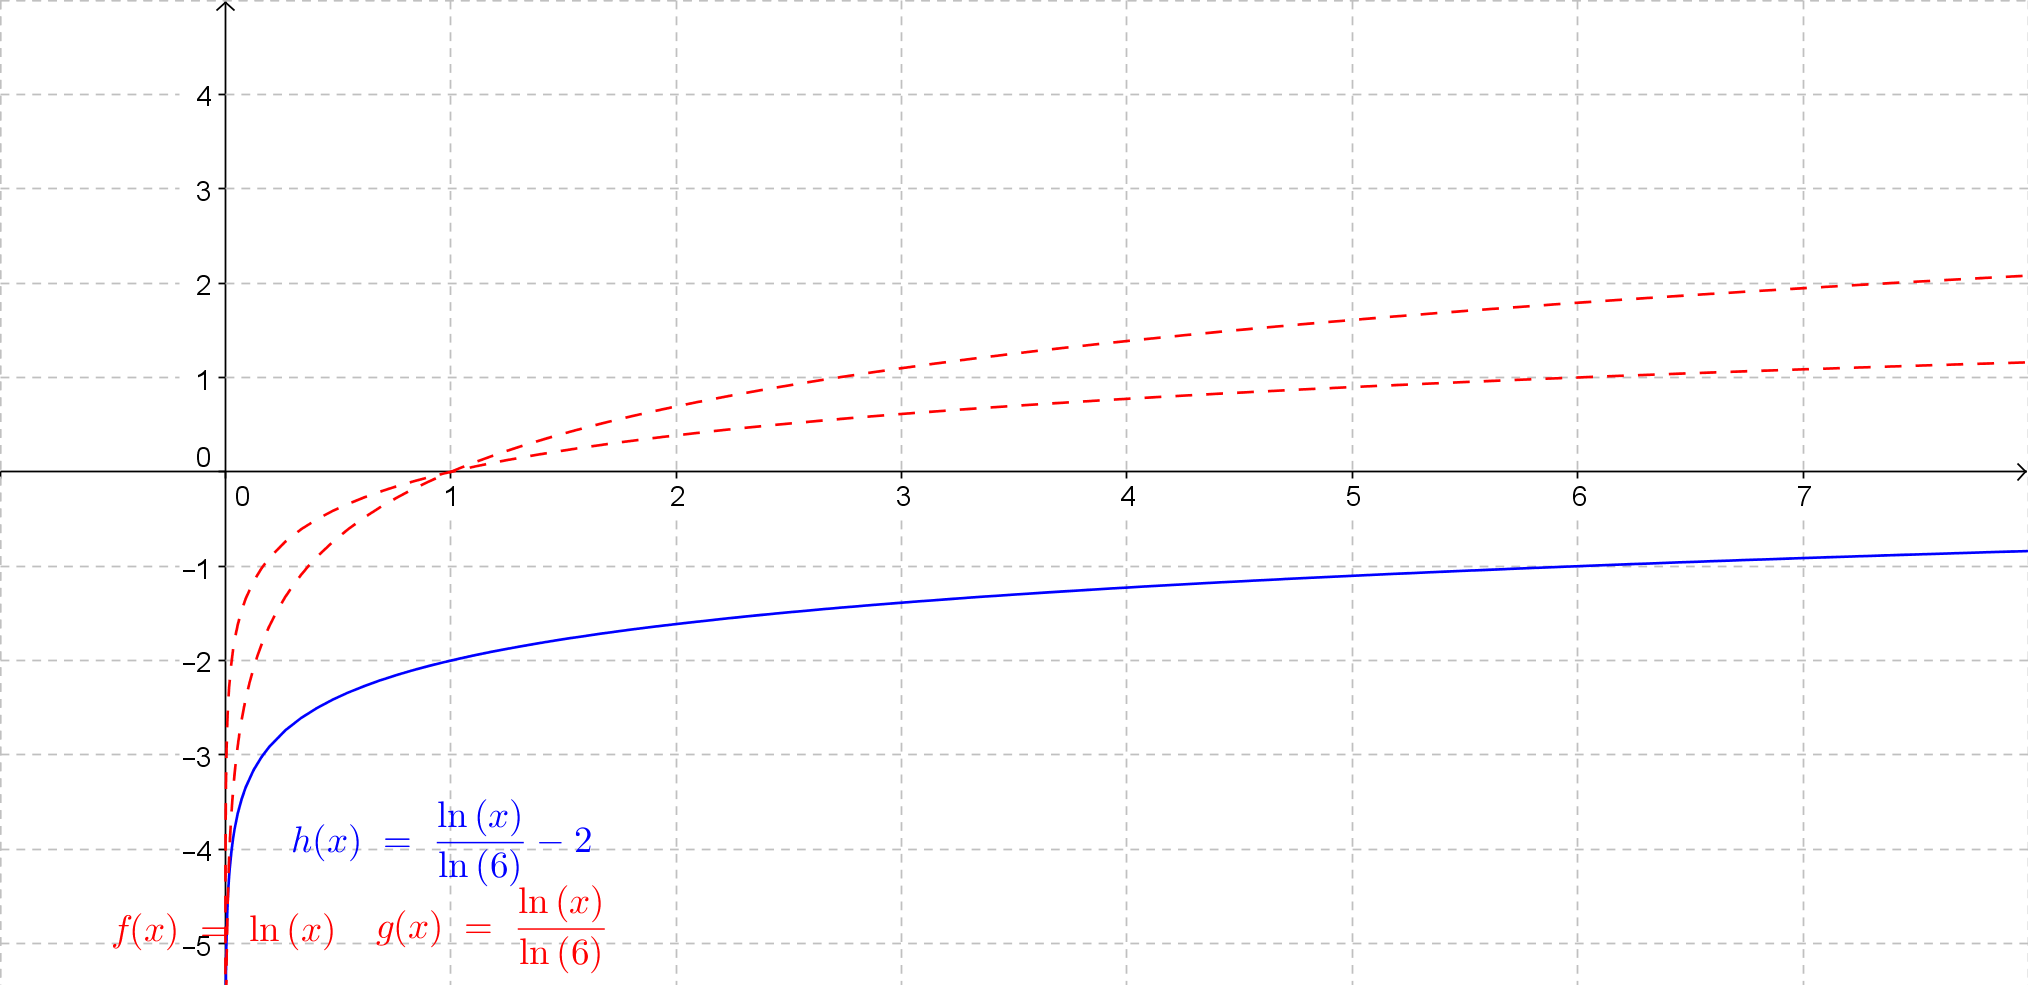 4
3
2
1
0
0 1 2 3 4 5 6 7
−1
−2
−3
−4
−5
h(x) = ln (x) / ln (6) − 2
f(x) = ln (x)
g(x) = ln (x) / ln (6)